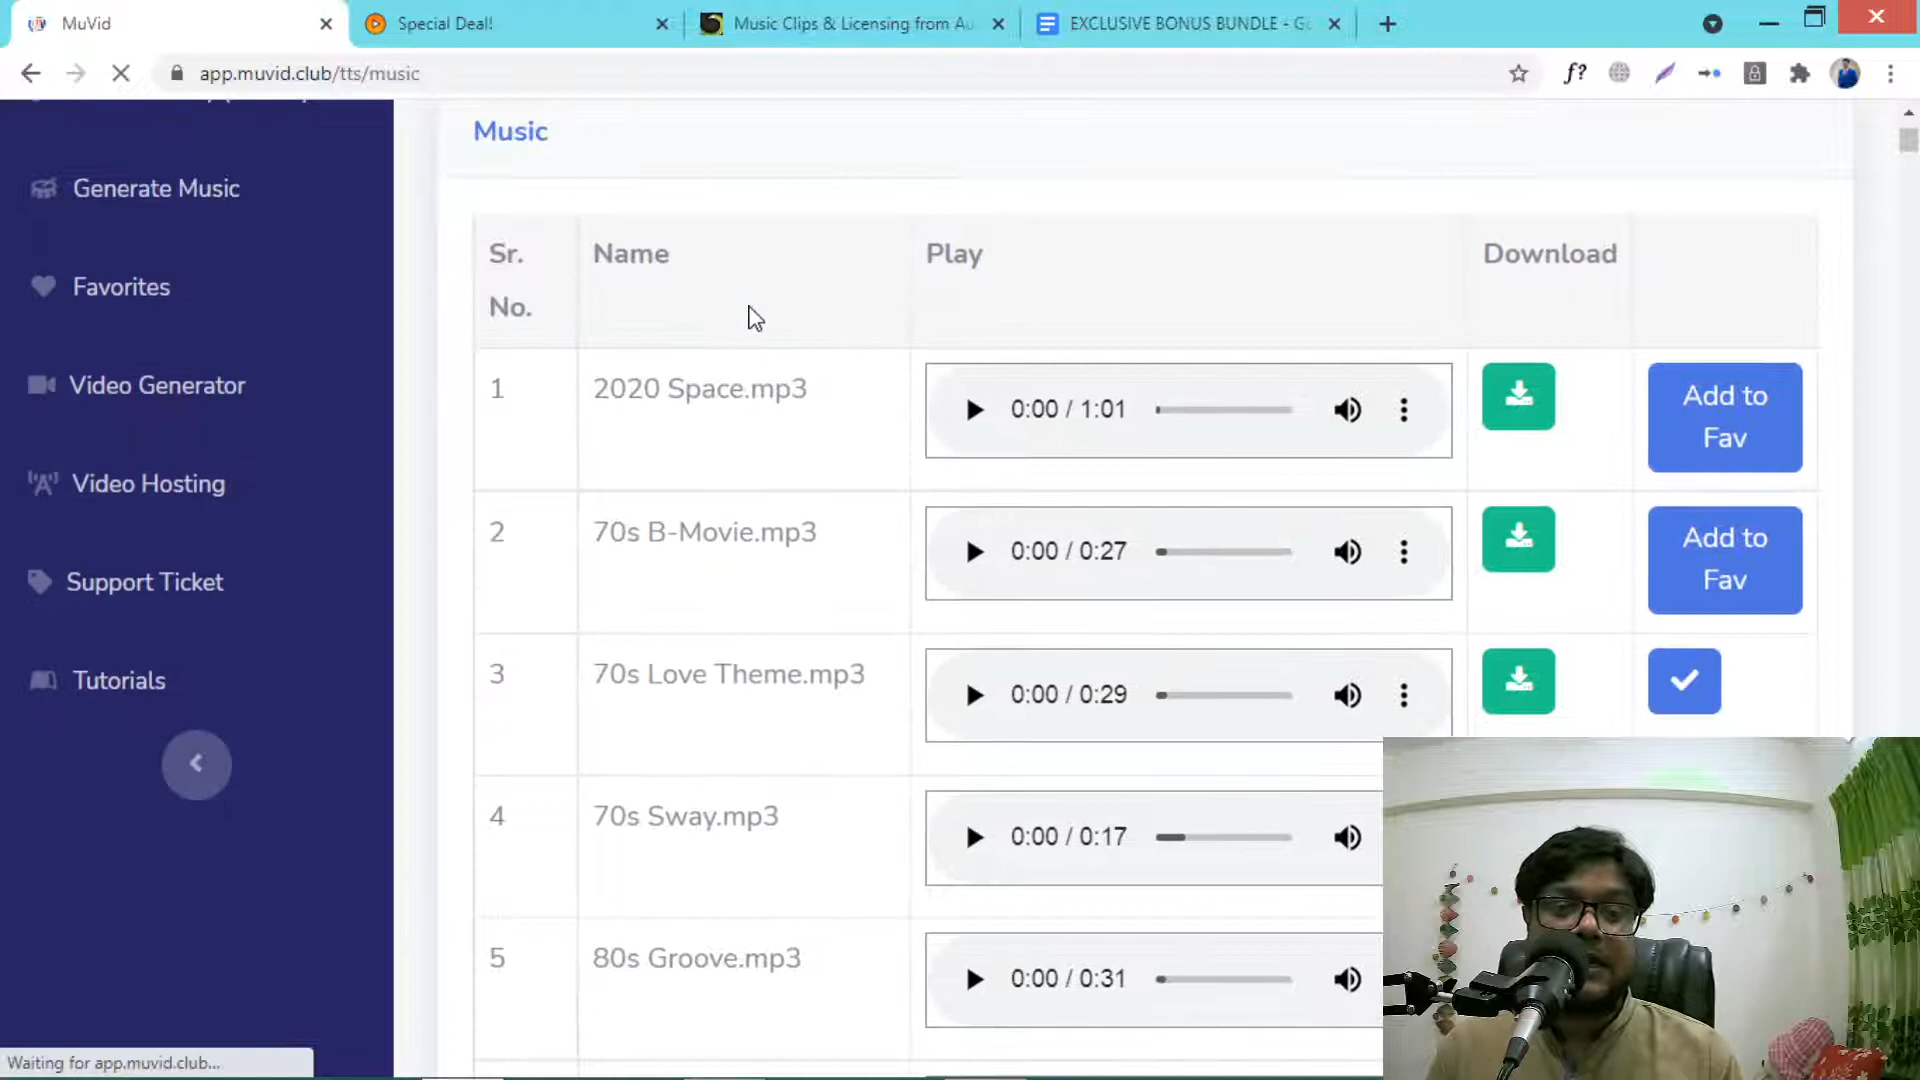 MuVid
Special Deal!
Music Clips & Licensing from Au
EXCLUSIVE BONUS BUNDLE - Go
app.muvid.club/tts/music
f?
Music
Generate Music
Favorites
Video Generator
Video Hosting
Support Ticket
Tutorials
Sr. No.
Name
Play
Download
1
2020 Space.mp3
0:00 / 1:01
Add to Fav
2
70s B-Movie.mp3
0:00 / 0:27
Add to Fav
3
70s Love Theme.mp3
0:00 / 0:29
4
70s Sway.mp3
0:00 / 0:17
5
80s Groove.mp3
0:00 / 0:31
Waiting for app.muvid.club...